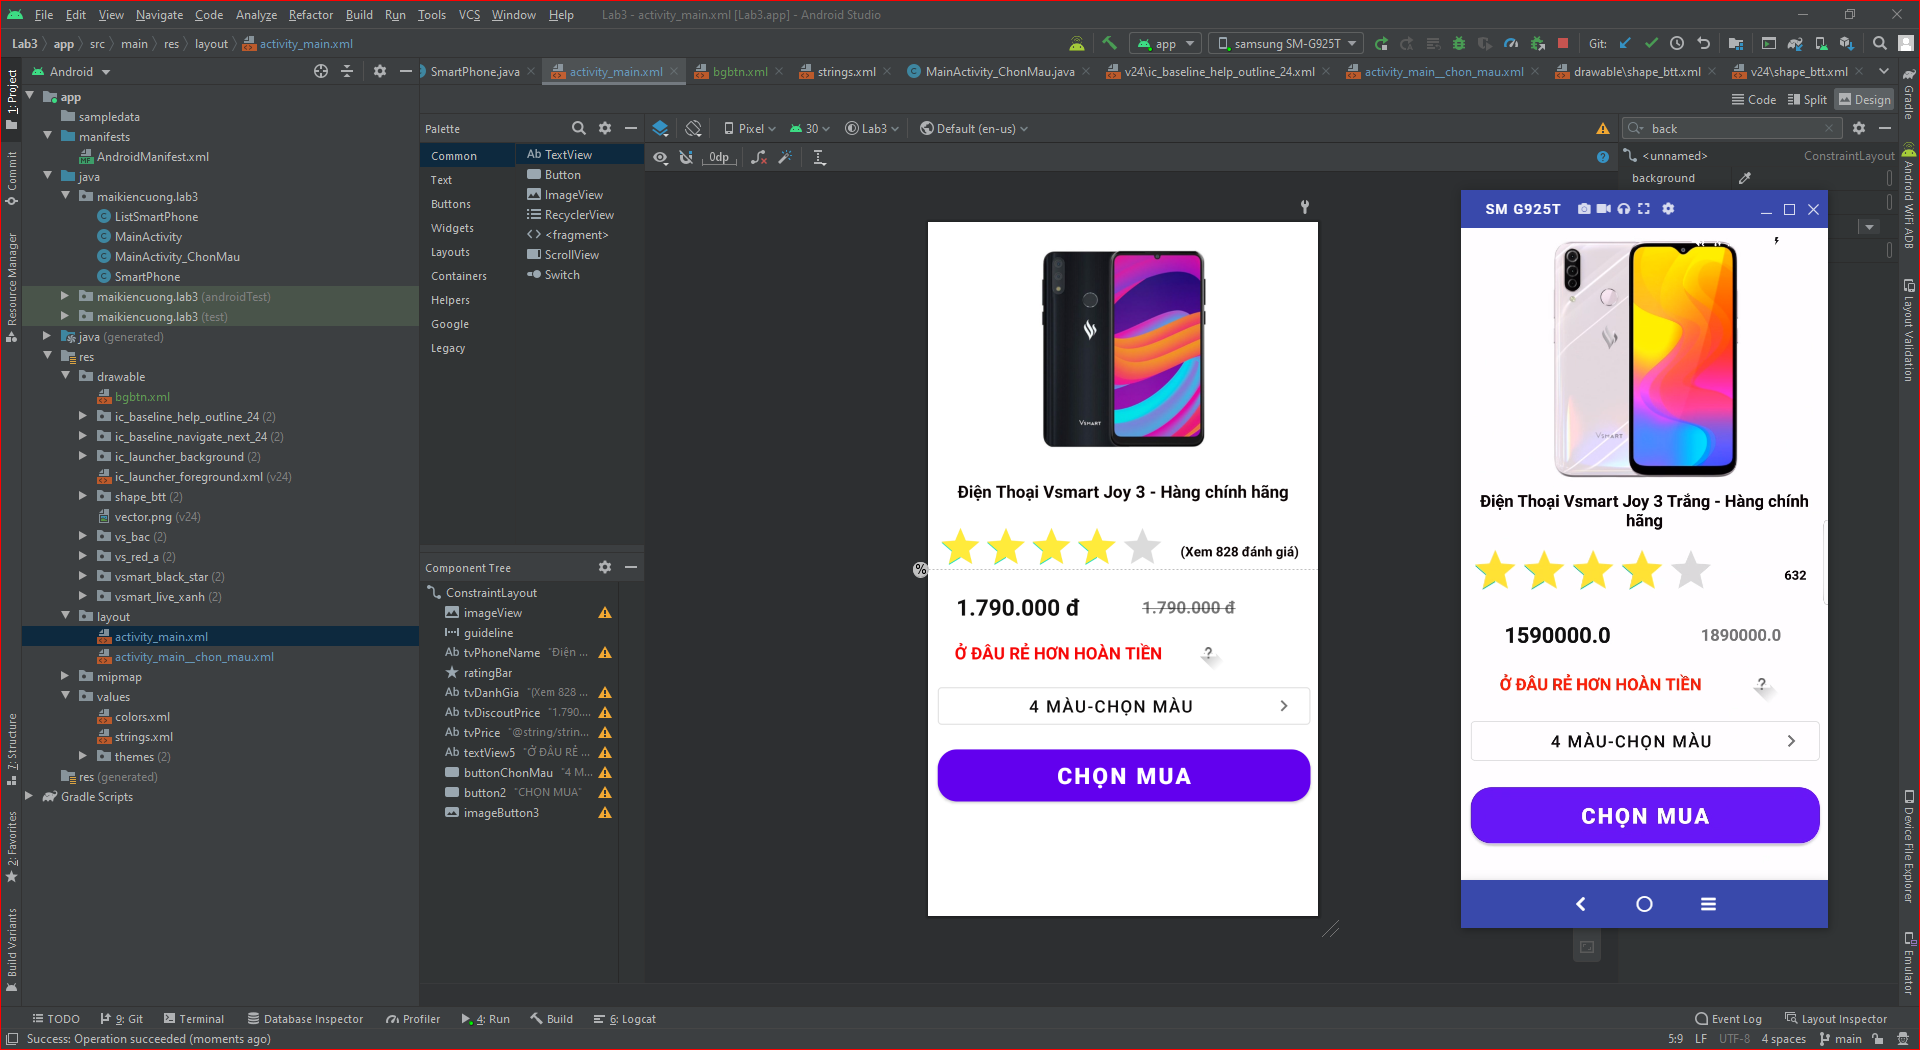 File Edit View Navigate Code Analyze Refactor Build Run Tools VCS Window Help Lab3 - activity_main.xml [Lab3.app] - Android Studio
Lab3 app src main res layout activity_main.xml app samsung SM-G925T Git:
Android SmartPhone.java activity_main.xml bgbtn.xml strings.xml MainActivity_ChonMau.java v24\ic_baseline_help_outline_24.xml activity_main__chon_mau.xml drawable\shape_btt.xml v24\shape_btt.xml
Code Split Design
1: Project
Commit
Resource Manager
7: Structure
2: Favorites
Build Variants
app
sampledata
manifests
AndroidManifest.xml
java
maikiencuong.lab3
ListSmartPhone
MainActivity
MainActivity_ChonMau
SmartPhone
maikiencuong.lab3 (androidTest)
maikiencuong.lab3 (test)
java (generated)
res
drawable
bgbtn.xml
ic_baseline_help_outline_24 (2)
ic_baseline_navigate_next_24 (2)
ic_launcher_background (2)
ic_launcher_foreground.xml (v24)
shape_btt (2)
vector.png (v24)
vs_bac (2)
vs_red_a (2)
vsmart_black_star (2)
vsmart_live_xanh (2)
layout
activity_main.xml
activity_main__chon_mau.xml
mipmap
values
colors.xml
strings.xml
themes (2)
res (generated)
Gradle Scripts
Palette
Common
Text
Buttons
Widgets
Layouts
Containers
Helpers
Google
Legacy
Ab TextView
Button
ImageView
RecyclerView
<> <fragment>
ScrollView
Switch
Component Tree
ConstraintLayout
imageView
guideline
Ab tvPhoneName "Điện ...
ratingBar
Ab tvDanhGia "(Xem 828 ...
Ab tvDiscoutPrice "1.790....
Ab tvPrice "@string/strin...
Ab textView5 "Ở ĐÂU RẺ ...
buttonChonMau "4 M...
button2 "CHỌN MUA"
imageButton3
Pixel 30 Lab3 Default (en-us)
0dp
VSMART
Điện Thoại Vsmart Joy 3 - Hàng chính hãng
(Xem 828 đánh giá)
%
1.790.000 đ 1.790.000 đ
Ở ĐÂU RẺ HƠN HOÀN TIỀN ?
4 MÀU-CHỌN MÀU
CHỌN MUA
back
<unnamed> ConstraintLayout
background
SM G925T
VSMART
Điện Thoại Vsmart Joy 3 Trắng - Hàng chính
hãng
632
1590000.0 1890000.0
Ở ĐÂU RẺ HƠN HOÀN TIỀN ?
4 MÀU-CHỌN MÀU
CHỌN MUA
Gradle
Android WiFi ADB
Layout Validation
Device File Explorer
Emulator
TODO 9: Git Terminal Database Inspector Profiler 4: Run Build 6: Logcat Event Log Layout Inspector
Success: Operation succeeded (moments ago) 5:9 LF UTF-8 4 spaces main